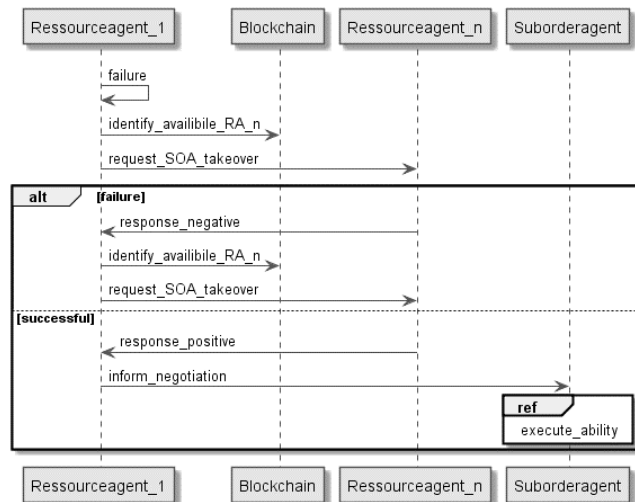 Ressourceagent_1 Blockchain Ressourceagent_n Suborderagent
failure
identify_availibile_RA_n
request_SOA_takeover
alt [failure]
response_negative
identify_availibile_RA_n
request_SOA_takeover
[successful]
response_positive
inform_negotiation
ref
execute_ability
Ressourceagent_1 Blockchain Ressourceagent_n Suborderagent